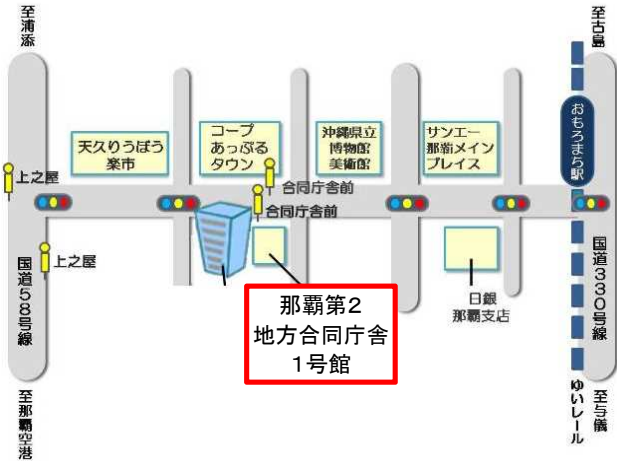 至浦添
至古島
おもろまち駅
天久りうぼう
楽市
コープ
あっぷる
タウン
沖縄県立
博物館
美術館
サンエー
那覇メイン
プレイス
上之屋
合同庁舎前
合同庁舎前
上之屋
国道58号線
国道330号線
日銀
那覇支店
那覇第2
地方合同庁舎
1号館
至那覇空港
ゆいレール
至与儀